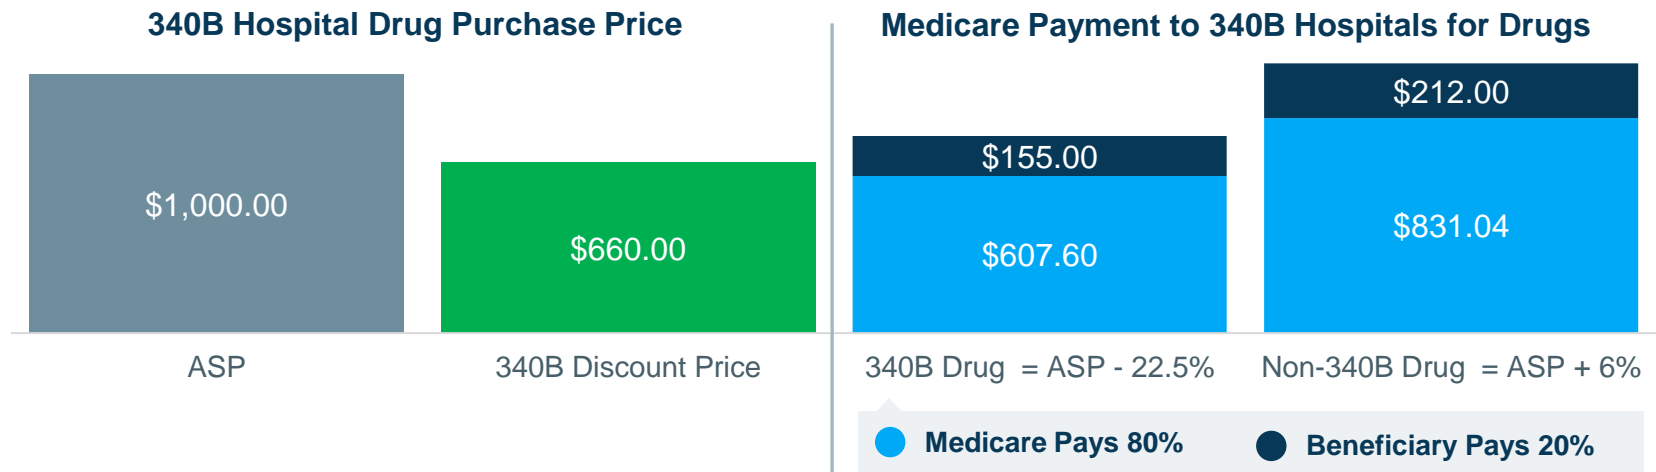 340B Hospital Drug Purchase Price
$1,000.00
$660.00
ASP
340B Discount Price
Medicare Payment to 340B Hospitals for Drugs
$155.00
$607.60
$212.00
$831.04
340B Drug = ASP - 22.5%
Non-340B Drug = ASP + 6%
Medicare Pays 80%
Beneficiary Pays 20%